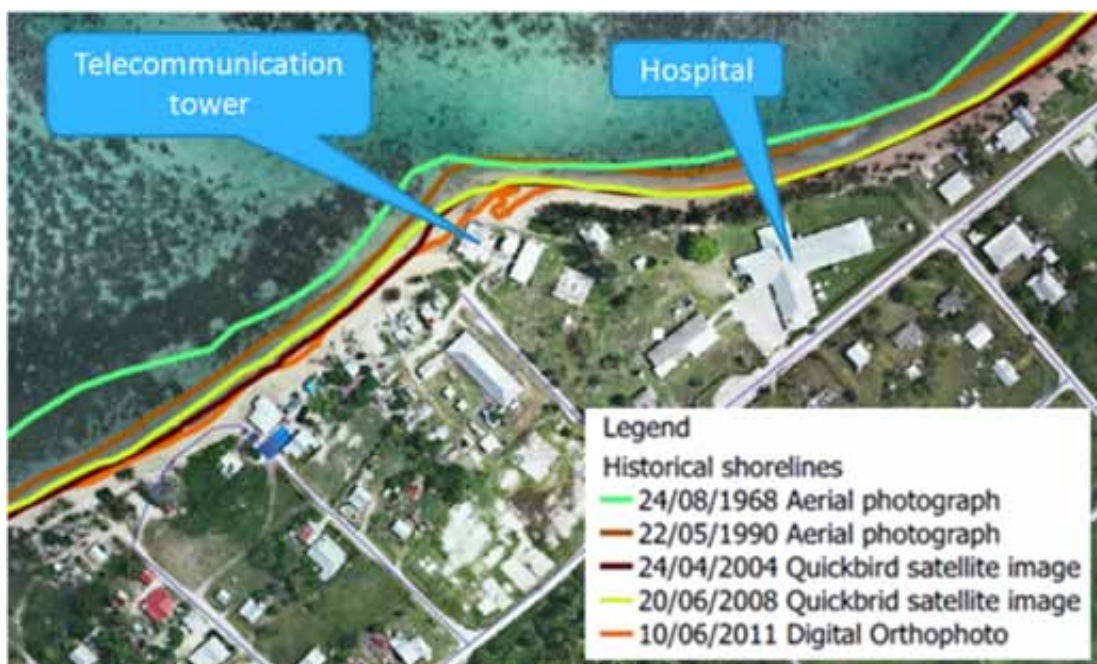 Telecommunication
tower
Hospital
Legend
Historical shorelines
24/08/1968 Aerial photograph
22/05/1990 Aerial photograph
24/04/2004 Quickbird satellite image
20/06/2008 Quickbrid satellite image
10/06/2011 Digital Orthophoto